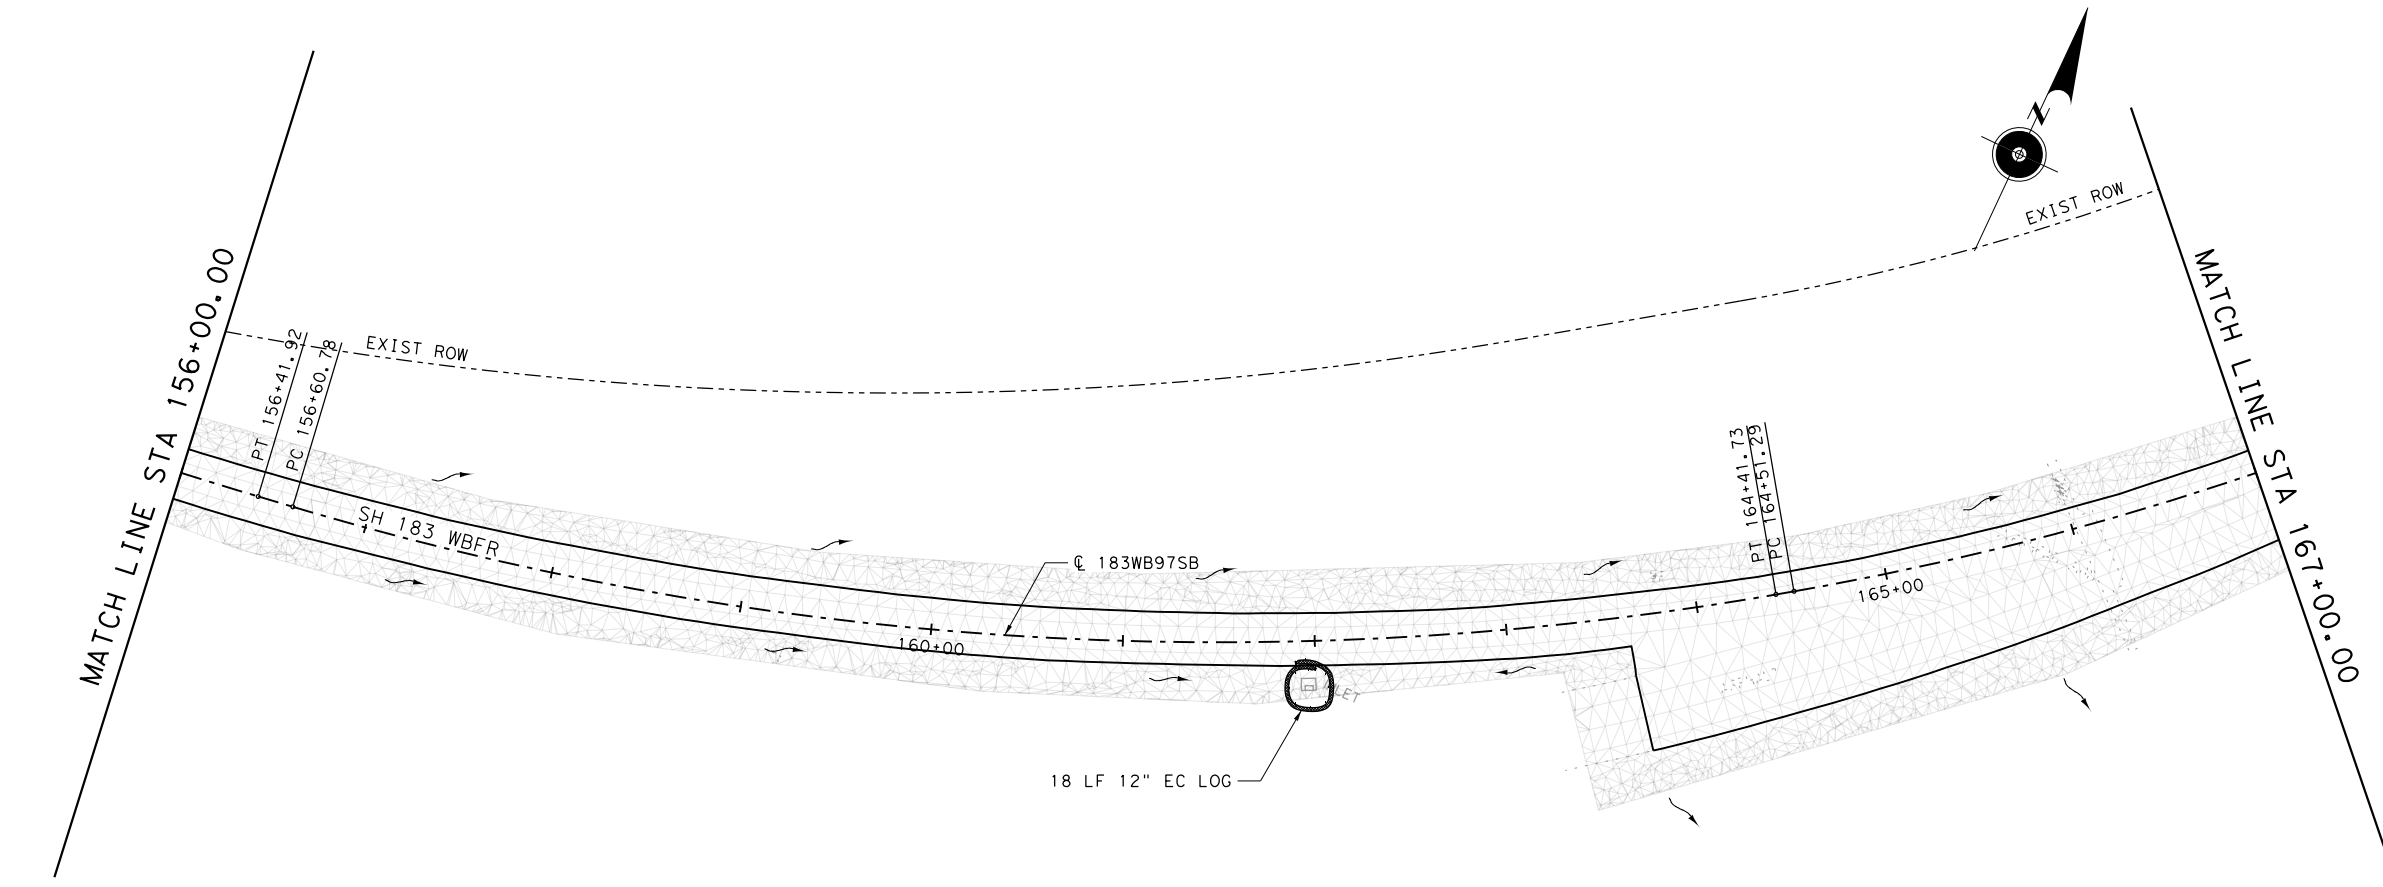 N
EXIST ROW
MATCH LINE STA 156+00.00
PT 156+41.92
PC 156+60.78
EXIST ROW
MATCH LINE STA 167+00.00
PT 164+41.73
PC 164+51.29
SH 183 WBFR
℄ 183WB97SB
165+00
160+00
INLET
18 LF 12" EC LOG